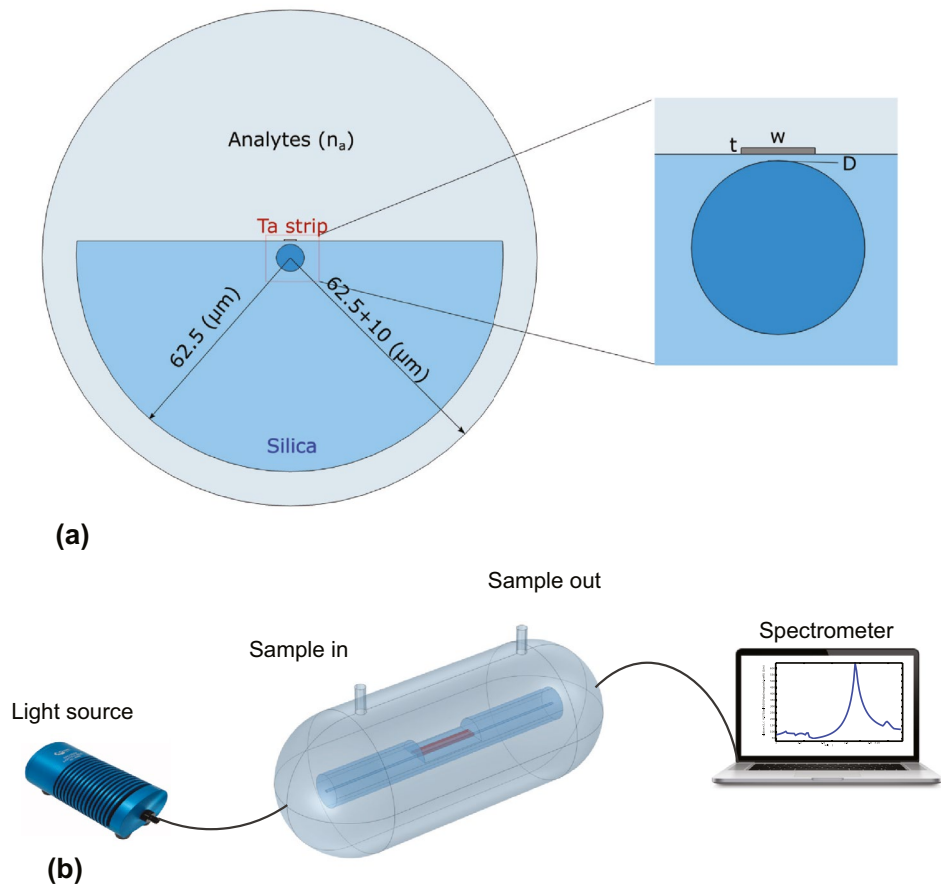 Analytes (nₐ)
Ta strip
62.5 (μm)
62.5+10 (μm)
Silica
t
w
D
(a)
Sample out
Sample in
Spectrometer
Light source
(b)